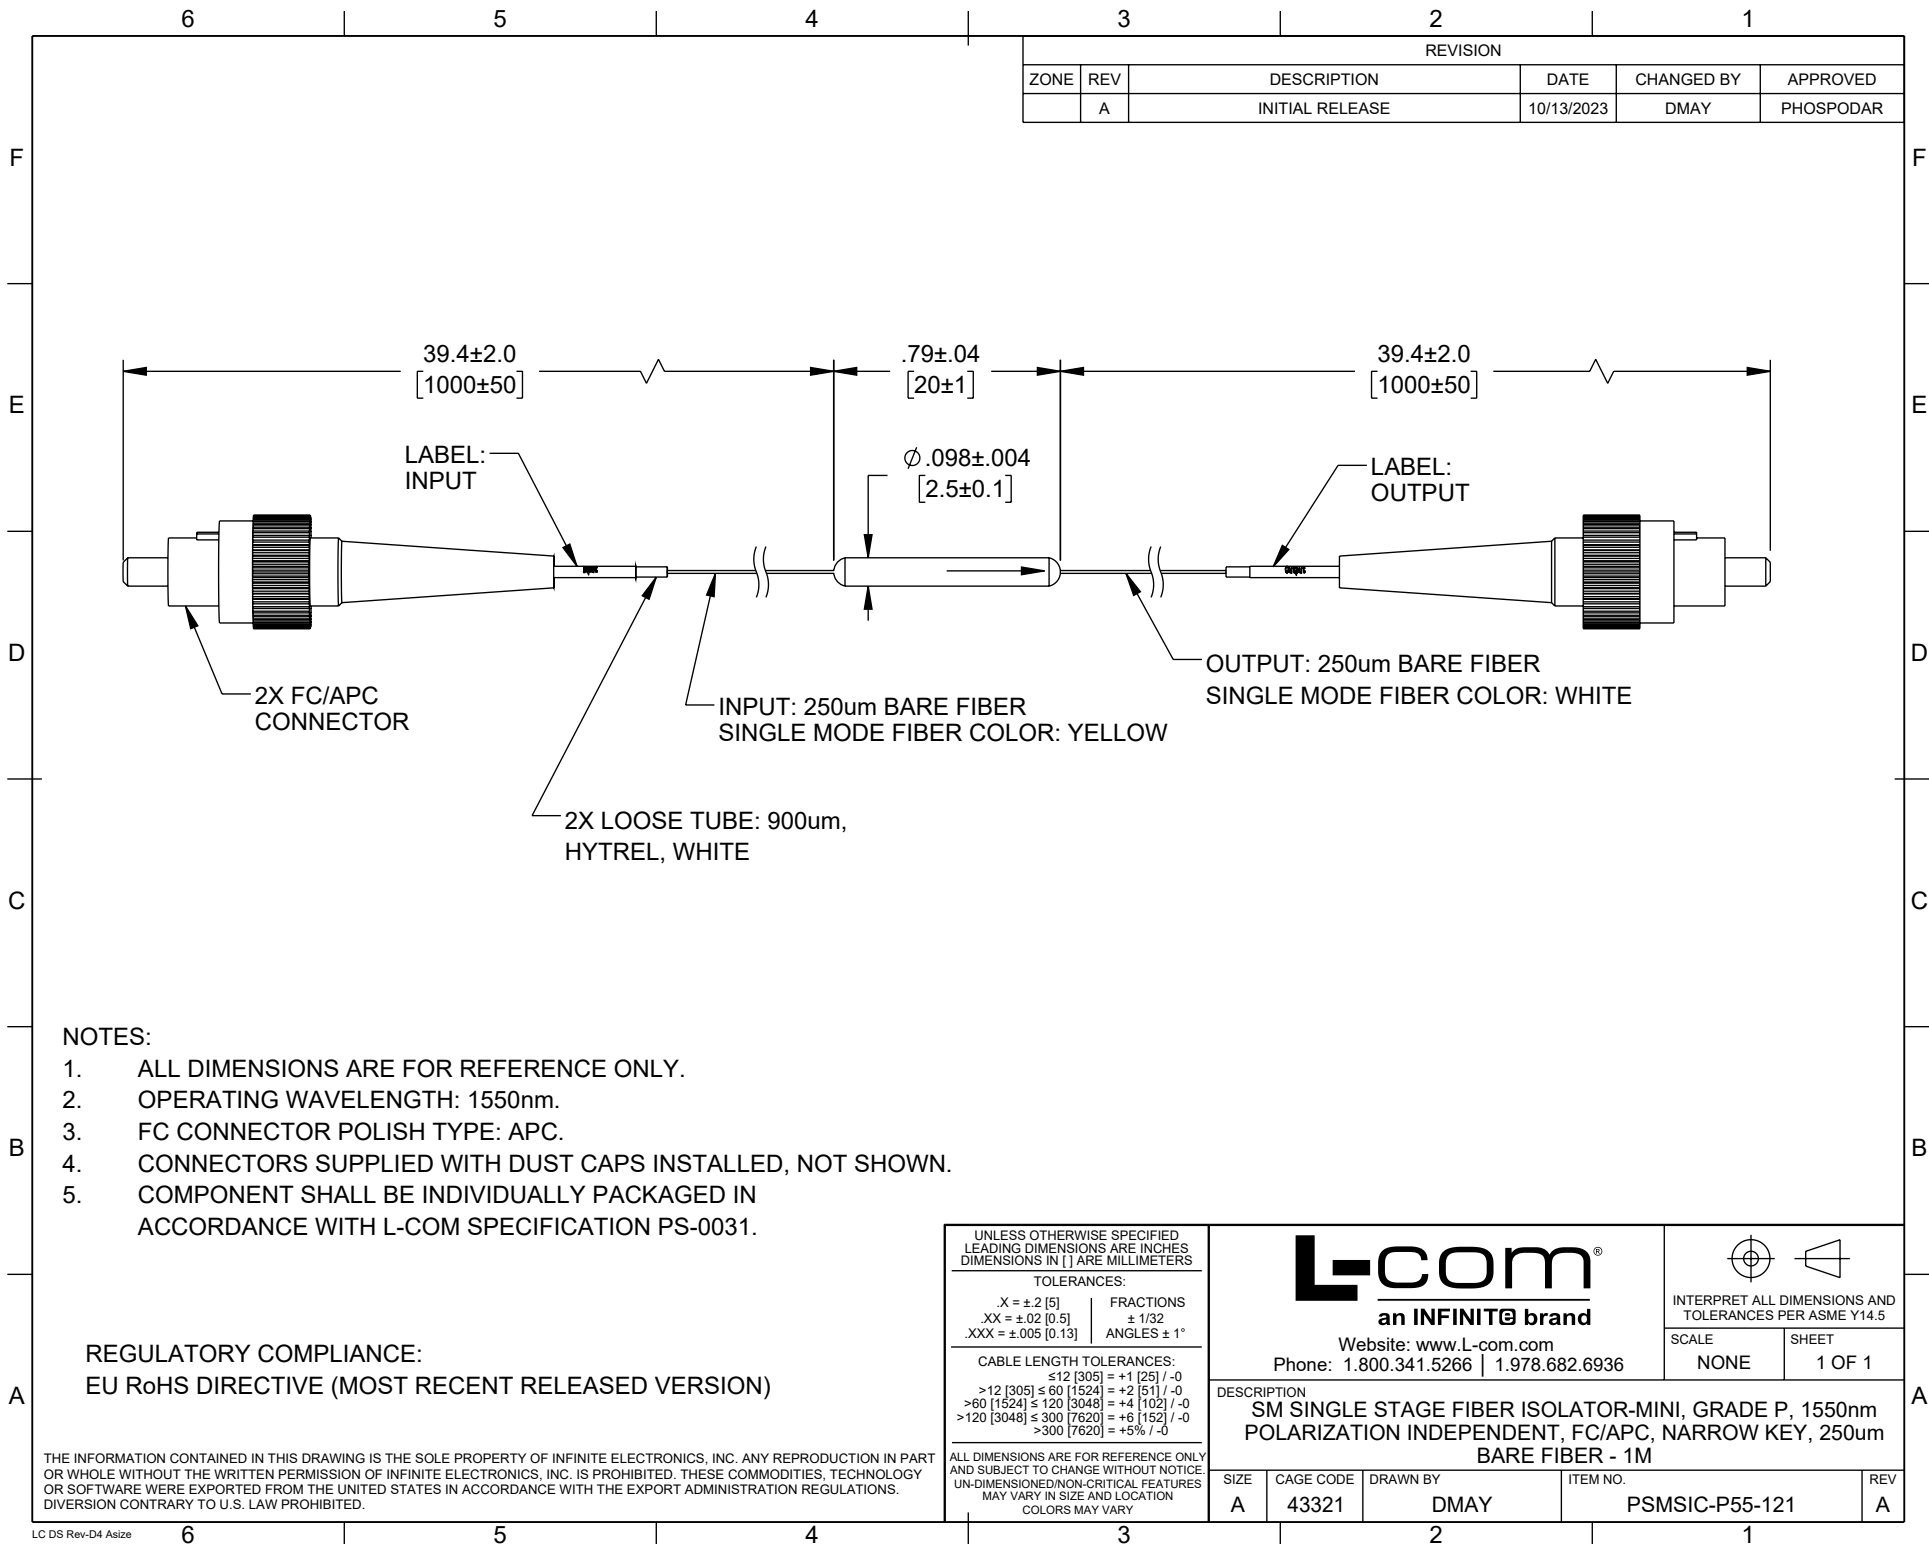 6 5 4 3 2 1
REVISION
ZONE REV DESCRIPTION DATE CHANGED BY APPROVED
A INITIAL RELEASE 10/13/2023 DMAY PHOSPODAR
F F
39.4±2.0 .79±.04 39.4±2.0
[1000±50] [20±1] [1000±50]
E E
LABEL:
INPUT
⌀.098±.004
[2.5±0.1]
LABEL:
OUTPUT
D D
2X FC/APC
CONNECTOR
INPUT: 250um BARE FIBER
SINGLE MODE FIBER COLOR: YELLOW
OUTPUT: 250um BARE FIBER
SINGLE MODE FIBER COLOR: WHITE
2X LOOSE TUBE: 900um,
HYTREL, WHITE
C C
NOTES:
1. ALL DIMENSIONS ARE FOR REFERENCE ONLY.
2. OPERATING WAVELENGTH: 1550nm.
3. FC CONNECTOR POLISH TYPE: APC.
4. CONNECTORS SUPPLIED WITH DUST CAPS INSTALLED, NOT SHOWN.
5. COMPONENT SHALL BE INDIVIDUALLY PACKAGED IN
ACCORDANCE WITH L-COM SPECIFICATION PS-0031.
B B
REGULATORY COMPLIANCE:
EU RoHS DIRECTIVE (MOST RECENT RELEASED VERSION)
A A
THE INFORMATION CONTAINED IN THIS DRAWING IS THE SOLE PROPERTY OF INFINITE ELECTRONICS, INC. ANY REPRODUCTION IN PART
OR WHOLE WITHOUT THE WRITTEN PERMISSION OF INFINITE ELECTRONICS, INC. IS PROHIBITED. THESE COMMODITIES, TECHNOLOGY
OR SOFTWARE WERE EXPORTED FROM THE UNITED STATES IN ACCORDANCE WITH THE EXPORT ADMINISTRATION REGULATIONS.
DIVERSION CONTRARY TO U.S. LAW PROHIBITED.
UNLESS OTHERWISE SPECIFIED
LEADING DIMENSIONS ARE INCHES
DIMENSIONS IN [ ] ARE MILLIMETERS
TOLERANCES:
.X = ±.2 [5] FRACTIONS
.XX = ±.02 [0.5] ± 1/32
.XXX = ±.005 [0.13] ANGLES ± 1°
CABLE LENGTH TOLERANCES:
≤12 [305] = +1 [25] / -0
>12 [305] ≤ 60 [1524] = +2 [51] / -0
>60 [1524] ≤ 120 [3048] = +4 [102] / -0
>120 [3048] ≤ 300 [7620] = +6 [152] / -0
>300 [7620] = +5% / -0
ALL DIMENSIONS ARE FOR REFERENCE ONLY
AND SUBJECT TO CHANGE WITHOUT NOTICE.
UN-DIMENSIONED/NON-CRITICAL FEATURES
MAY VARY IN SIZE AND LOCATION
COLORS MAY VARY
L-com®
an INFINITe brand
Website: www.L-com.com
Phone: 1.800.341.5266 | 1.978.682.6936
INTERPRET ALL DIMENSIONS AND
TOLERANCES PER ASME Y14.5
SCALE SHEET
NONE 1 OF 1
DESCRIPTION
SM SINGLE STAGE FIBER ISOLATOR-MINI, GRADE P, 1550nm
POLARIZATION INDEPENDENT, FC/APC, NARROW KEY, 250um
BARE FIBER - 1M
SIZE CAGE CODE DRAWN BY ITEM NO. REV
A 43321 DMAY PSMSIC-P55-121 A
LC DS Rev-D4 Asize
6 5 4 3 2 1